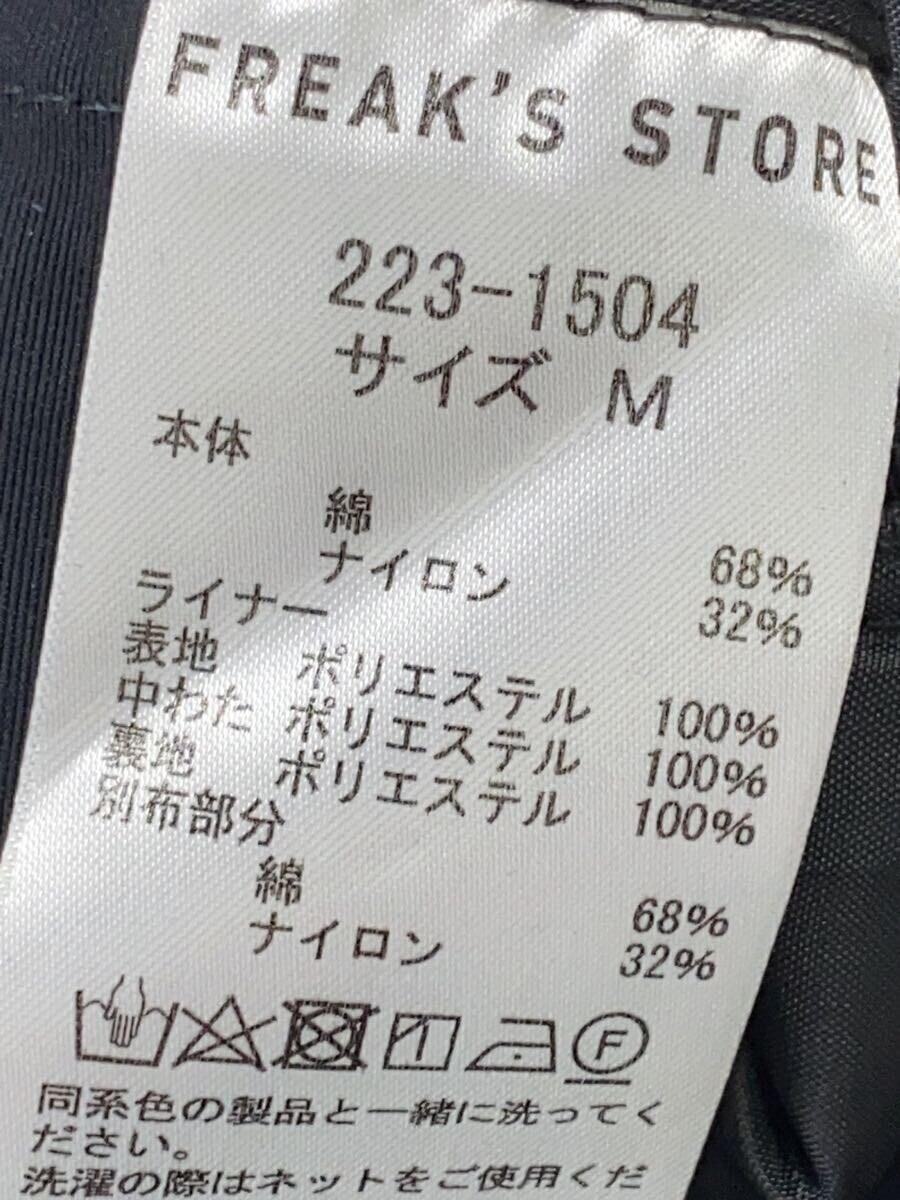 FREAK'S STORE
223-1504
サイズ M
本体
綿 68%
ナイロン 32%
ライナー
表地 ポリエステル 100%
中わた ポリエステル 100%
裏地 ポリエステル 100%
別布部分
綿 68%
ナイロン 32%
F
同系色の製品と一緒に洗ってく
ださい。
洗濯の際はネットをご使用くだ